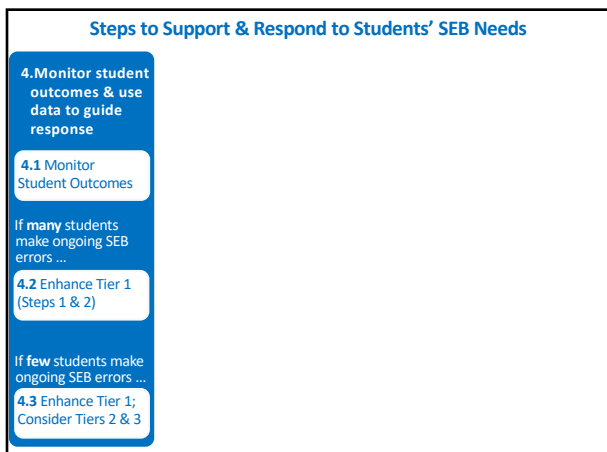 Steps to Support & Respond to Students’ SEB Needs
4.Monitor student
outcomes & use
data to guide
response
4.1 Monitor
Student Outcomes
If many students
make ongoing SEB
errors ...
4.2 Enhance Tier 1
(Steps 1 & 2)
If few students make
ongoing SEB errors ...
4.3 Enhance Tier 1;
Consider Tiers 2 & 3